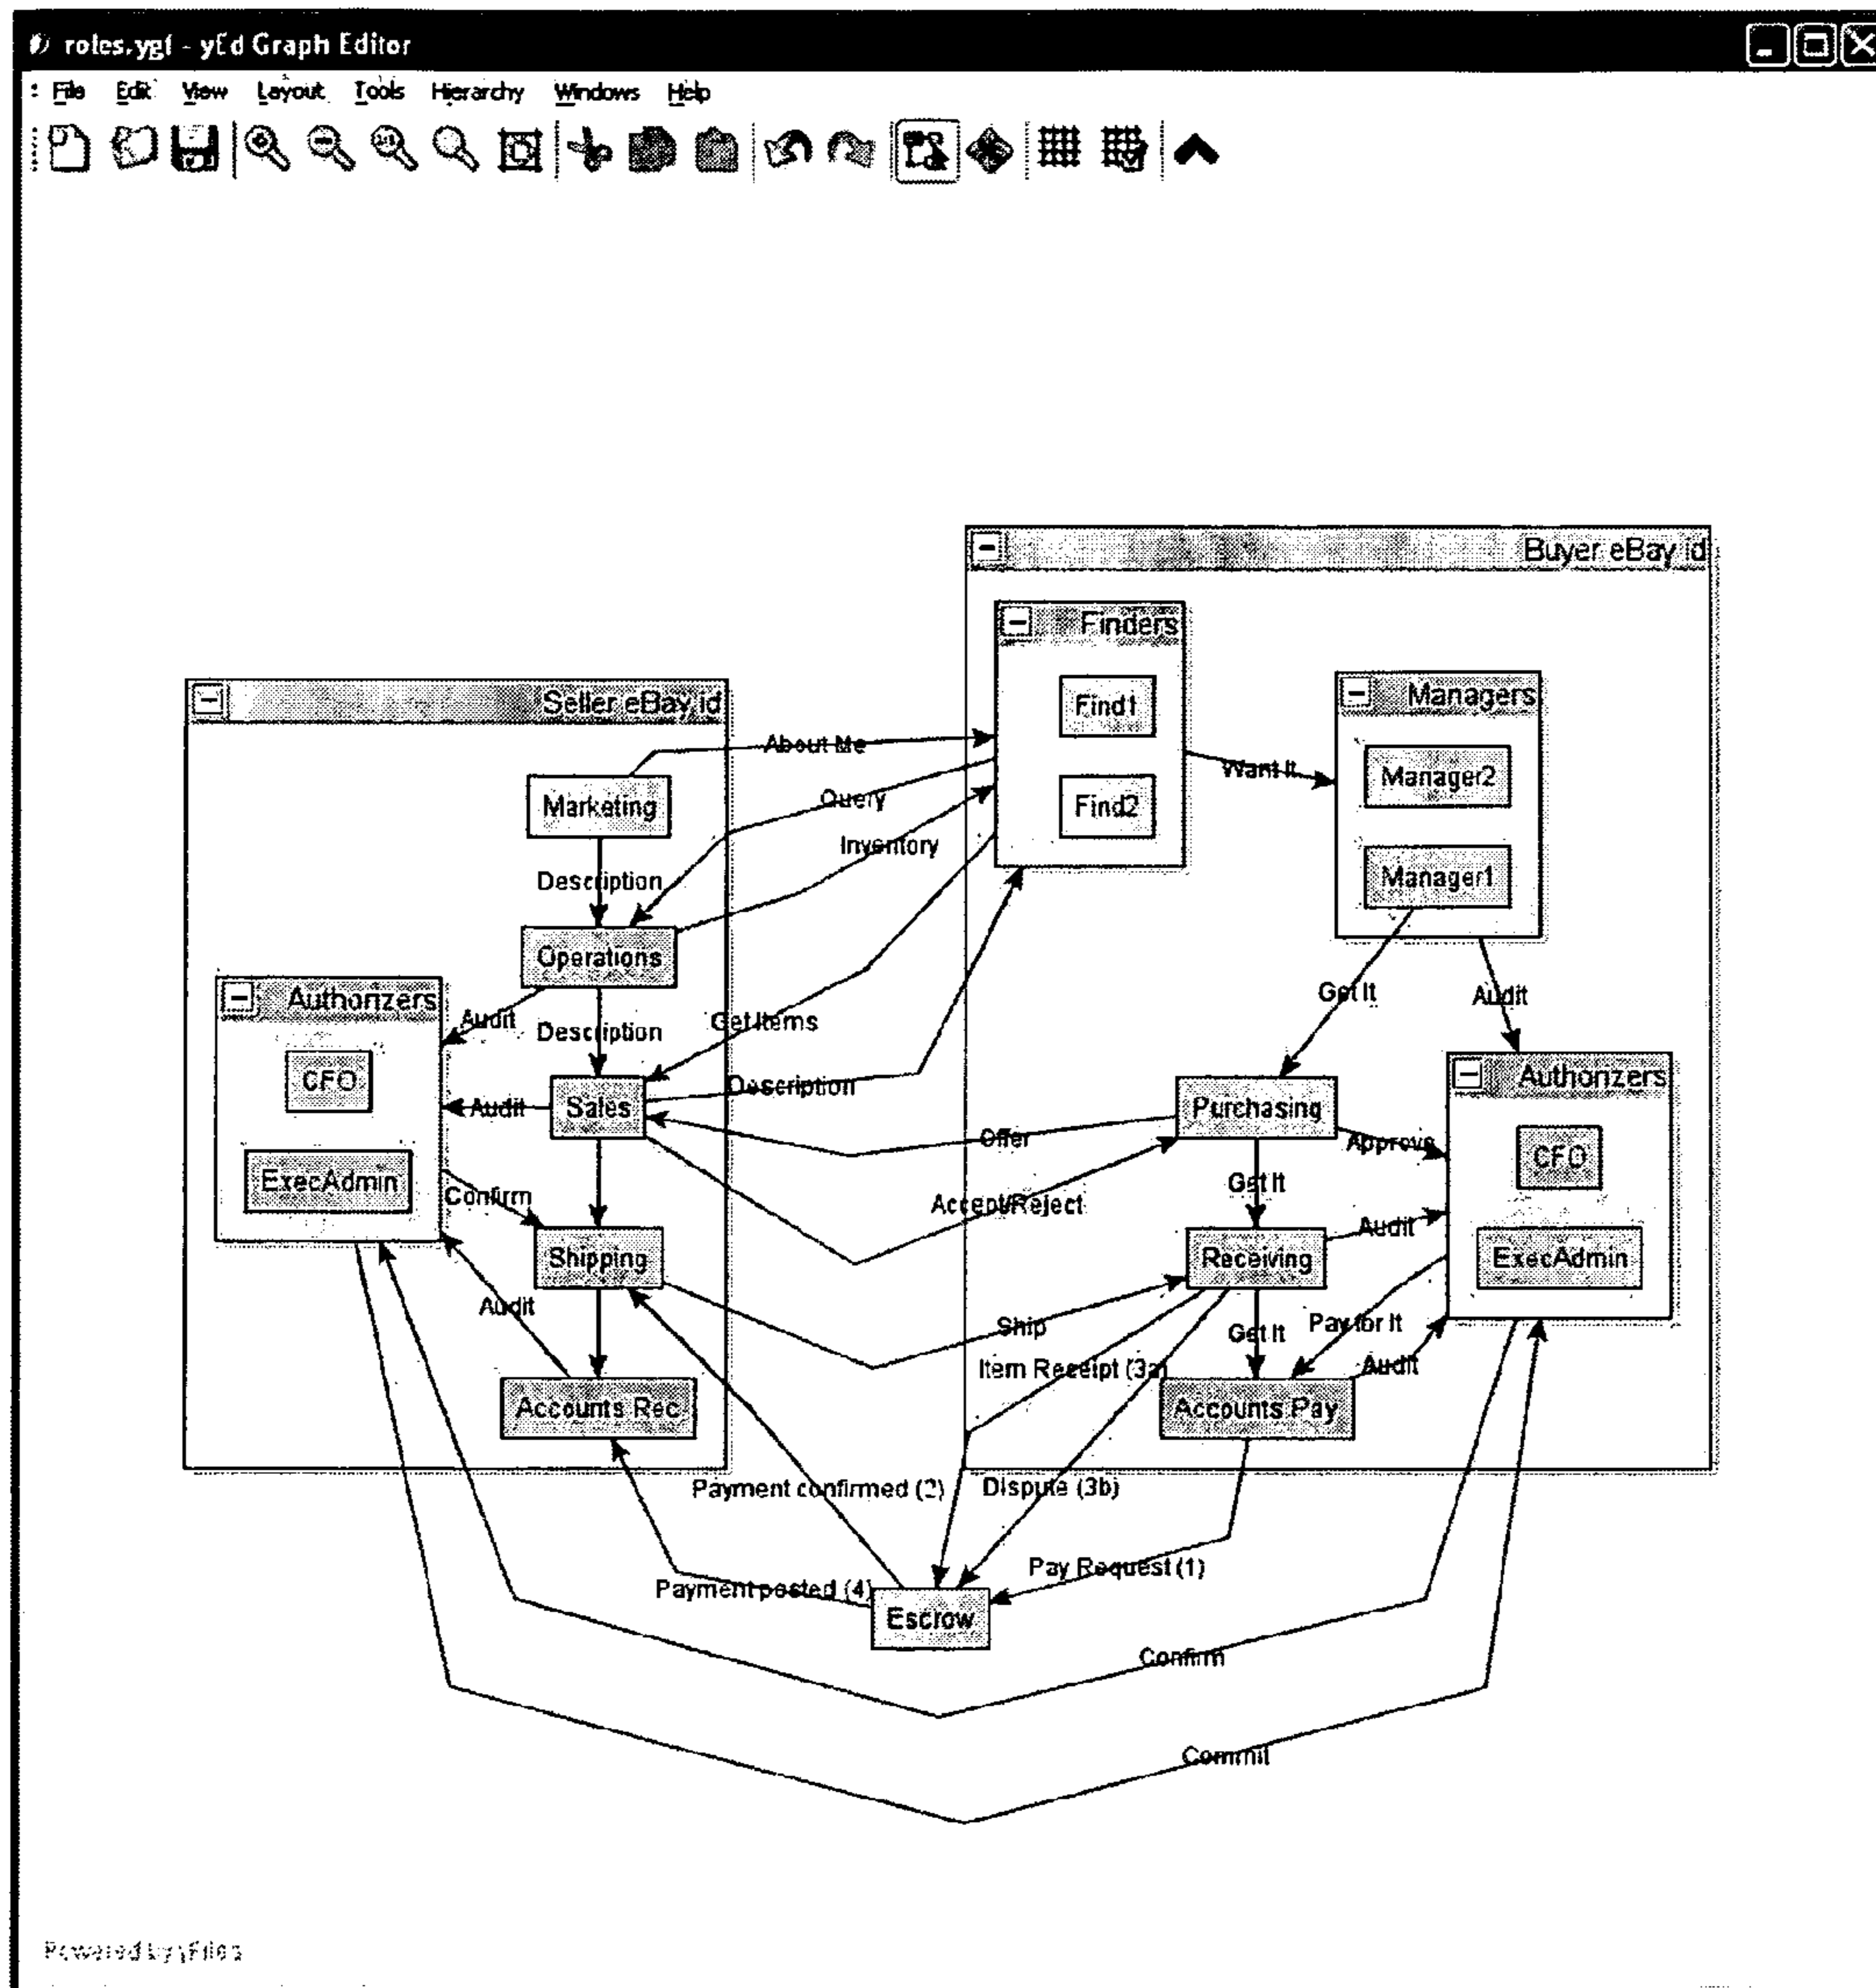 roles.ygf - yEd Graph Editor
File Edit View Layout Tools Hierarchy Windows Help
Buyer eBay id
Finders
Find1
Find2
Managers
Manager2
Manager1
Seller eBay id
Marketing
About Me
Want It
Query
Inventory
Description
Operations
Get It
Audit
Authorizers
CFO
ExecAdmin
Audit
Description
Get Items
Audit
Sales
Description
Purchasing
Authorizers
CFO
ExecAdmin
Offer
Approve
Confirm
Accept/Reject
Get It
Audit
Shipping
Receiving
Audit
Ship
Get It
Pay for It
Item Receipt (3a)
Audit
Accounts Rec
Accounts Pay
Payment confirmed (2)
Dispute (3b)
Payment posted (4)
Pay Request (1)
Escrow
Confirm
Commit
Powered by yFiles